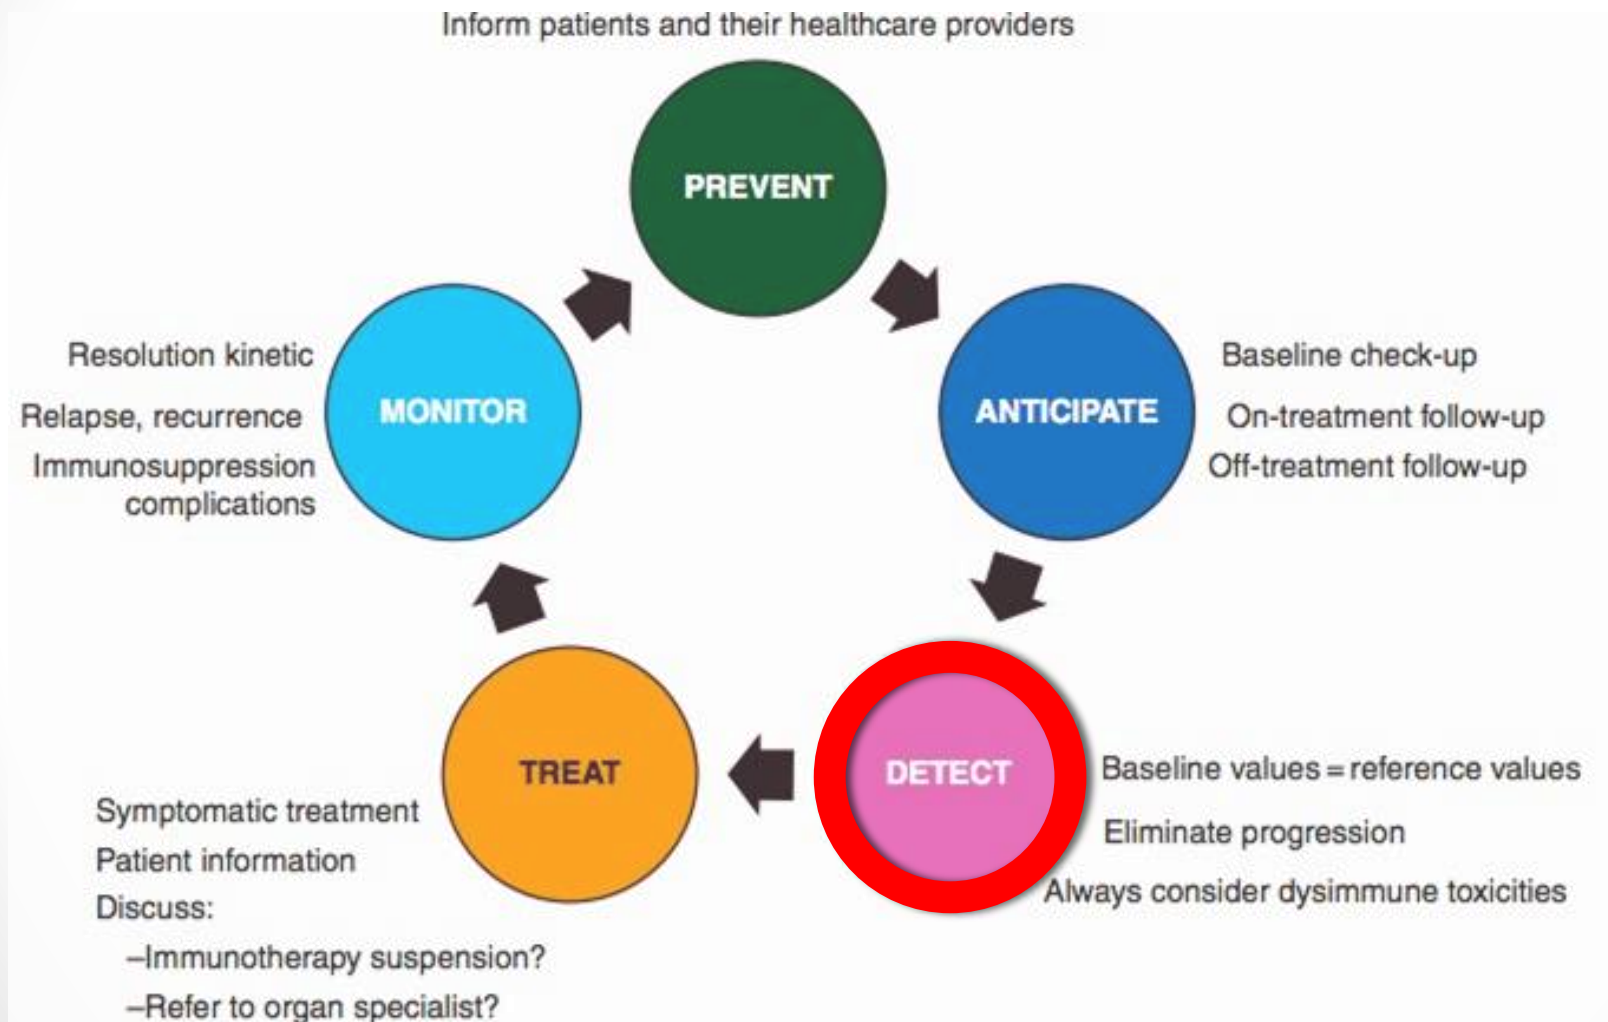 Inform patients and their healthcare providers
PREVENT
ANTICIPATE
Baseline check-up
On-treatment follow-up
Off-treatment follow-up
DETECT
Baseline values = reference values
Eliminate progression
Always consider dysimmune toxicities
TREAT
Symptomatic treatment
Patient information
Discuss:
–Immunotherapy suspension?
–Refer to organ specialist?
MONITOR
Resolution kinetic
Relapse, recurrence
Immunosuppression
complications